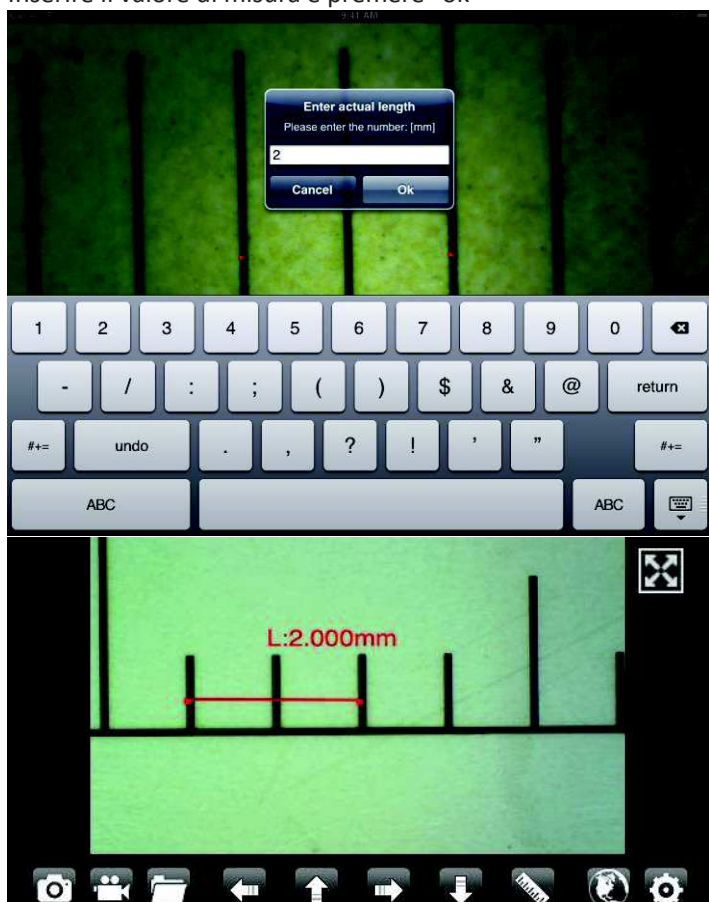 Inserire il valore di misura e premere "ok"
9:41 AM
Enter actual length
Please enter the number: [mm]
2
Cancel Ok
1 2 3 4 5 6 7 8 9 0
- / : ; ( ) $ & @ return
#+= undo . , ? ! ' " #+=
ABC ABC
L:2.000mm